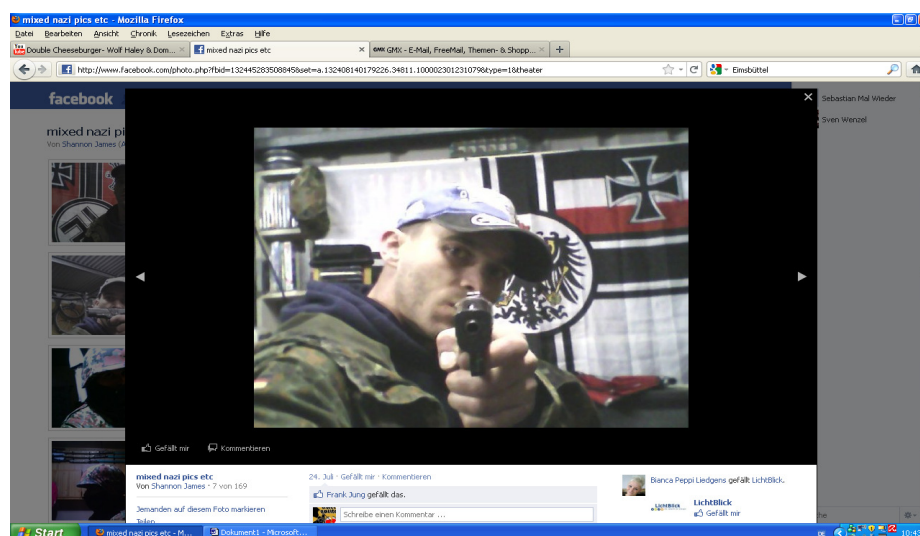 mixed nazi pics etc - Mozilla Firefox
Datei Bearbeiten Ansicht Chronik Lesezeichen Extras Hilfe
Double Cheeseburger- Wolf Haley & Dom...
mixed nazi pics etc
GMX - E-Mail, FreeMail, Themen- & Shopp...
http://www.facebook.com/photo.php?fbid=132445283508845&set=a.132408140179226.34811.100002301231079&type=1&theater
Eimsbüttel
facebook
mixed nazi pi
Von Shannon James (A
Sebastian Mal Wieder
Sven Wenzel
Gefällt mir Kommentieren
mixed nazi pics etc
Von Shannon James · 7 von 169
Jemanden auf diesem Foto markieren
Teilen
24. Juli · Gefällt mir · Kommentieren
Frank Jung gefällt das.
Schreibe einen Kommentar ...
Bianca Peppi Liedgens gefällt LichtBlick.
LichtBlick
LichtBlick
Gefällt mir
Start
mixed nazi pics etc - M...
Dokument1 - Microsoft...
DE
10:43